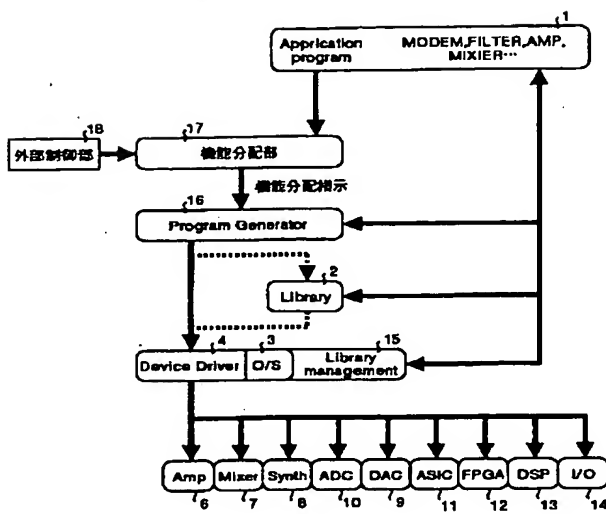 1
Apprication program
MODEM,FILTER,AMP, MIXIER…
18
外部制御部
17
機能分配部
機能分配指示
16
Program Generator
2
Library
4
Device Driver
3
O/S
15
Library management
Amp
Mixer
Synth
ADC
DAC
ASIC
FPGA
DSP
I/O
6
7
8
10
9
11
12
13
14